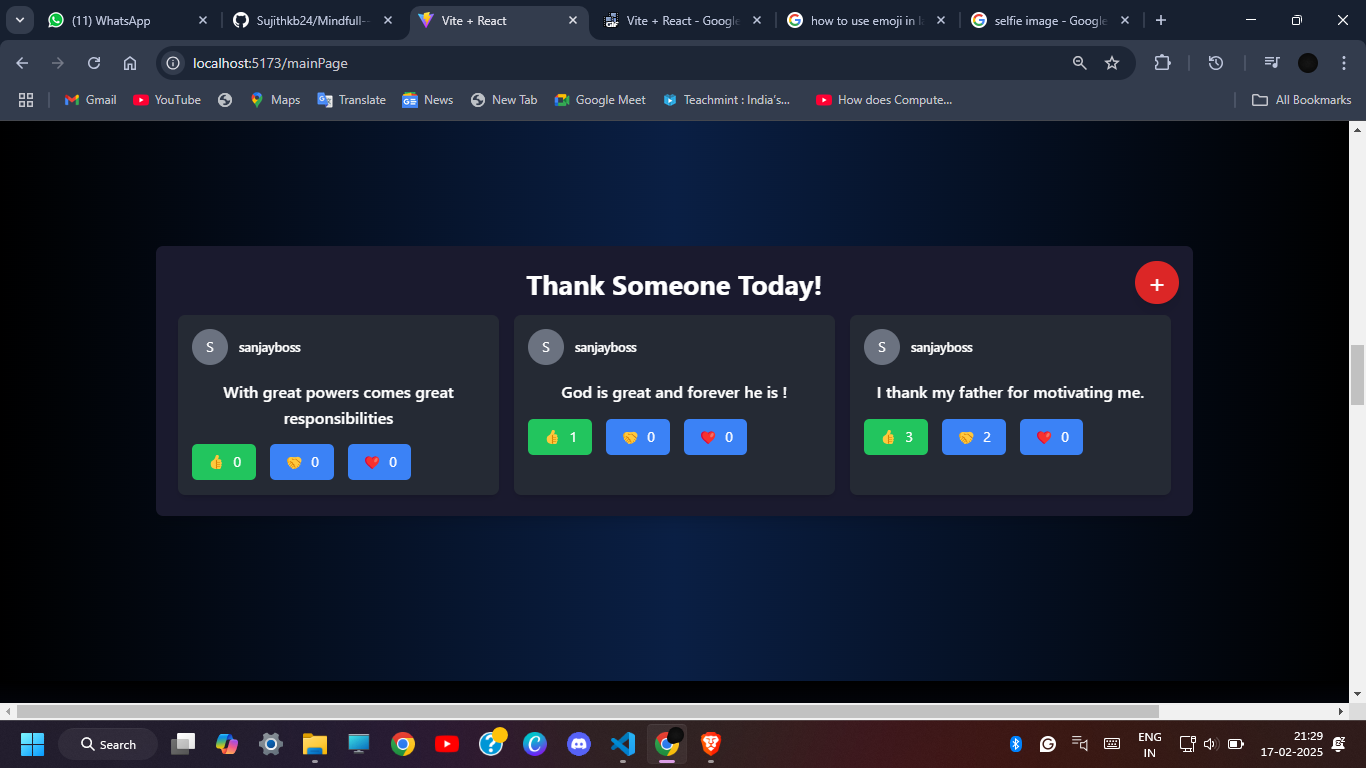 (11) WhatsApp
Sujithkb24/Mindfull-
Vite + React
Vite + React - Google
how to use emoji in
selfie image - Google
localhost:5173/mainPage
Gmail
YouTube
Maps
Translate
News
New Tab
Google Meet
Teachmint : India's...
How does Compute...
All Bookmarks
Thank Someone Today!
+
S
sanjayboss
With great powers comes great
responsibilities
👍 0
🤝 0
❤️ 0
S
sanjayboss
God is great and forever he is !
👍 1
🤝 0
❤️ 0
S
sanjayboss
I thank my father for motivating me.
👍 3
🤝 2
❤️ 0
Search
ENG
IN
21:29
17-02-2025